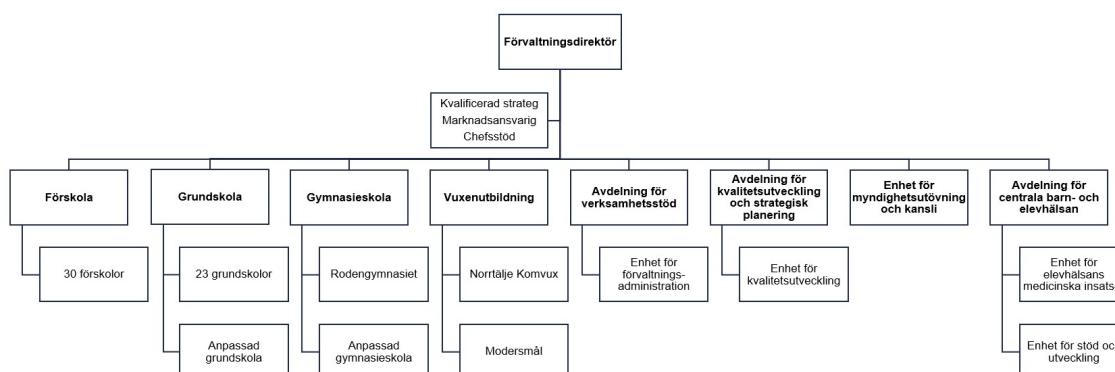 Förvaltningsdirektör
Kvalificerad strateg
Marknadsansvarig
Chefsstöd
Förskola
Grundskola
Gymnasieskola
Vuxenutbildning
Avdelning för
verksamhetsstöd
Avdelning för
kvalitetsutveckling
och strategisk
planering
Enhet för
myndighetsutövning
och kansli
Avdelning för
centrala barn- och
elevhälsan
30 förskolor
23 grundskolor
Rodengymnasiet
Norrtälje Komvux
Enhet för
förvaltnings-
administration
Enhet för
kvalitetsutveckling
Enhet för
elevhälsans
medicinska insats
Anpassad
grundskola
Anpassad
gymnasieskola
Modersmål
Enhet för stöd oc
utveckling